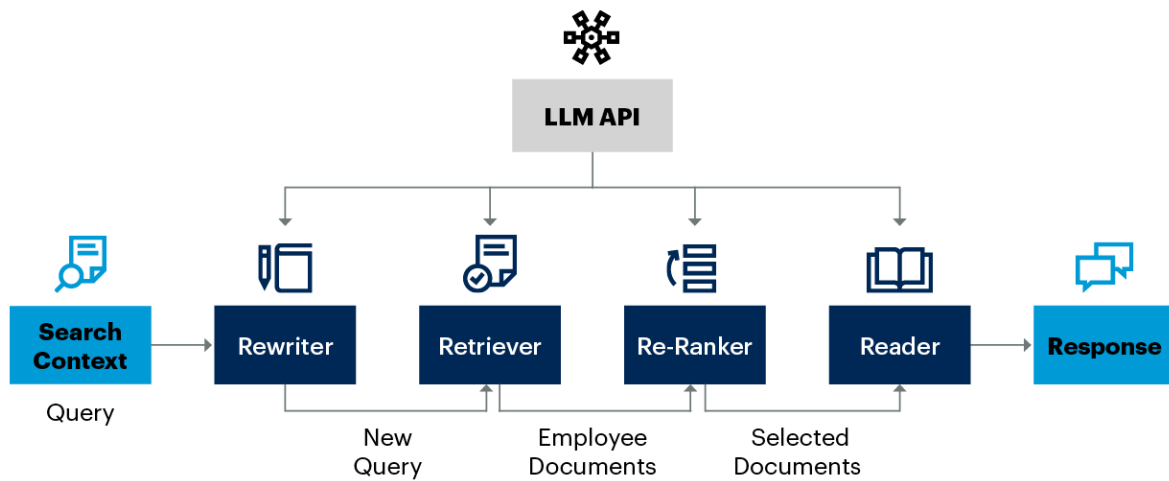 LLM API
Search
Context
Rewriter
Retriever
Re-Ranker
Reader
Response
Query
New
Query
Employee
Documents
Selected
Documents